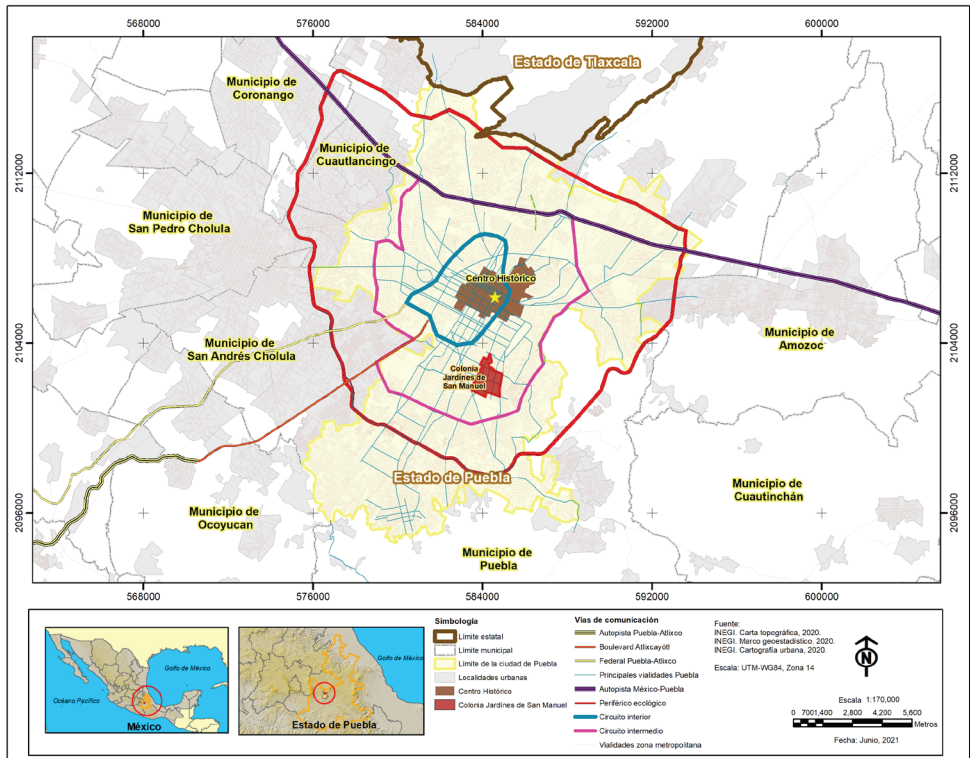 568000
576000
584000
592000
600000
Estado de Tlaxcala
Municipio de
Coronango
Municipio de
Cuautlancingo
2112000
2112000
Municipio de
San Pedro Cholula
Centro Histórico
Municipio de
Amozoc
2104000
2104000
Municipio de
San Andrés Cholula
Colonia
Jardines de
San Manuel
Estado de Puebla
Municipio de
Cuautinchán
Municipio de
Ocoyucan
2096000
2096000
Municipio de
Puebla
568000
576000
584000
592000
600000
Golfo de México
Océano Pacífico
México
Golfo de México
Estado de Puebla
Simbología
Límite estatal
Límite municipal
Límite de la ciudad de Puebla
Localidades urbanas
Centro Histórico
Colonia Jardines de San Manuel
Vías de comunicación
Autopista Puebla-Atlixco
Boulevard Atlixcayótl
Federal Puebla-Atlixco
Principales vialidades Puebla
Autopista México-Puebla
Periférico ecológico
Circuito interior
Circuito intermedio
Vialidades zona metropolitana
Fuente:
INEGI. Carta topográfica, 2020.
INEGI. Marco geoestadístico, 2020.
INEGI. Cartografía urbana, 2020.
Escala: UTM-WG84, Zona 14
N
Escala 1:170,000
0 700 1,400 2,800 4,200 5,600
Metros
Fecha: Junio, 2021